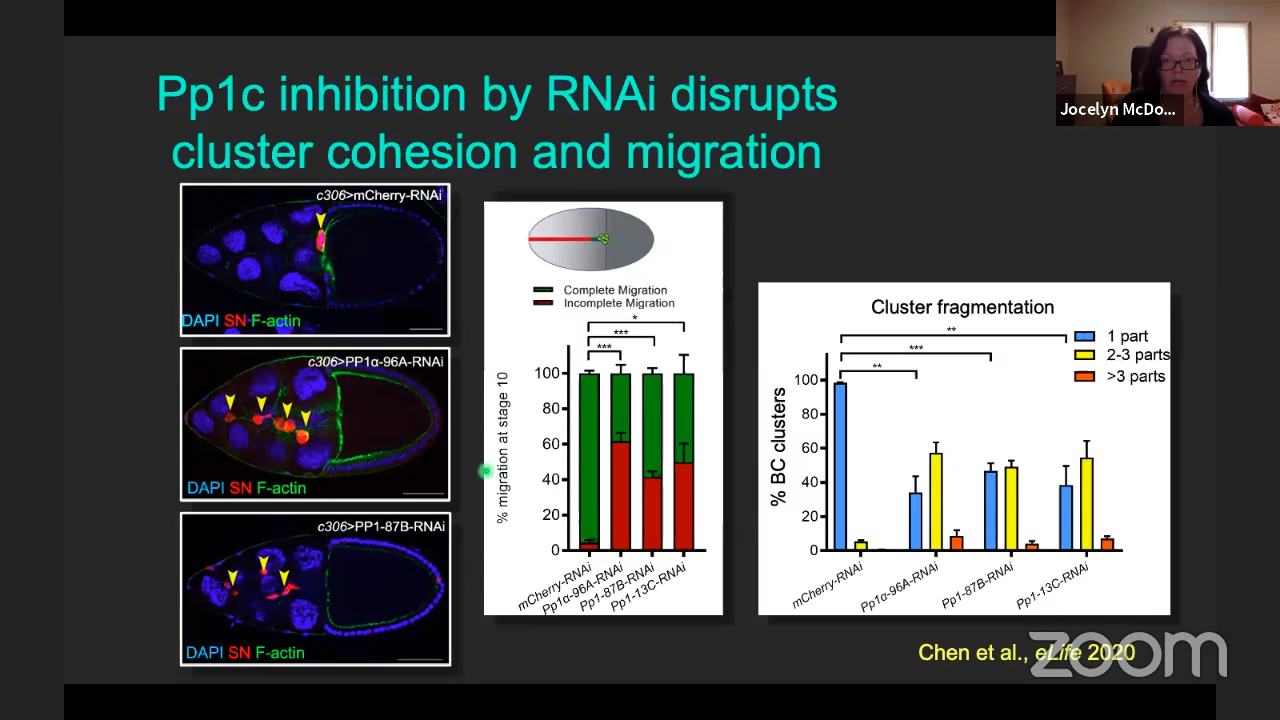 Pp1c inhibition by RNAi disrupts
cluster cohesion and migration
Jocelyn McDo...
c306>mCherry-RNAi
DAPI SN F-actin
c306>PP1α-96A-RNAi
DAPI SN F-actin
c306>PP1-87B-RNAi
DAPI SN F-actin
Complete Migration
Incomplete Migration
*
***
***
% migration at stage 10
100
80
60
40
20
0
mCherry-RNAi
Pp1α-96A-RNAi
Pp1-87B-RNAi
Pp1-13C-RNAi
Cluster fragmentation
1 part
2-3 parts
>3 parts
**
***
**
% BC clusters
100
80
60
40
20
0
mCherry-RNAi
Pp1α-96A-RNAi
Pp1-87B-RNAi
Pp1-13C-RNAi
Chen et al., eLife 2020
zoom